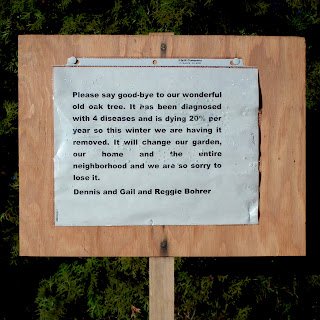 Please say good-bye to our wonderful
old oak tree. It has been diagnosed
with 4 diseases and is dying 20% per
year so this winter we are having it
removed. It will change our garden,
our home and the entire
neighborhood and we are so sorry to
lose it.
Dennis and Gail and Reggie Bohrer